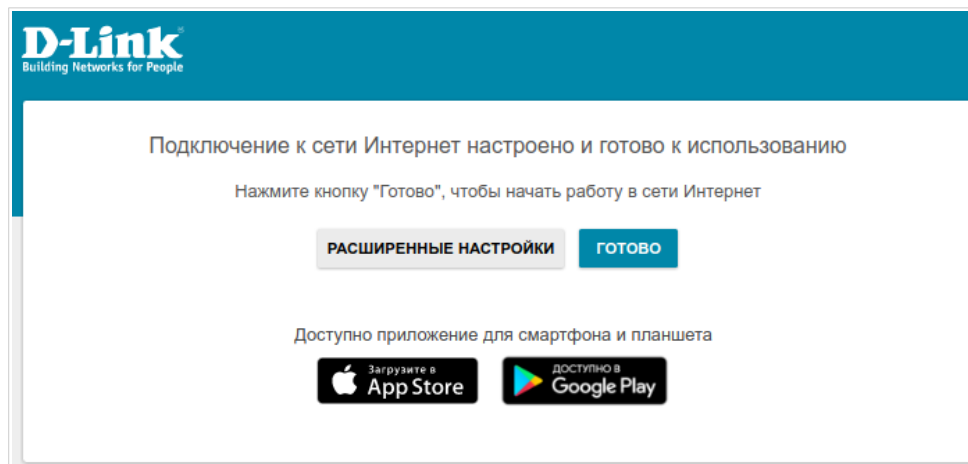 D-Link
Building Networks for People
Подключение к сети Интернет настроено и готово к использованию
Нажмите кнопку "Готово", чтобы начать работу в сети Интернет
РАСШИРЕННЫЕ НАСТРОЙКИ ГОТОВО
Доступно приложение для смартфона и планшета
Загрузите в
App Store
ДОСТУПНО В
Google Play